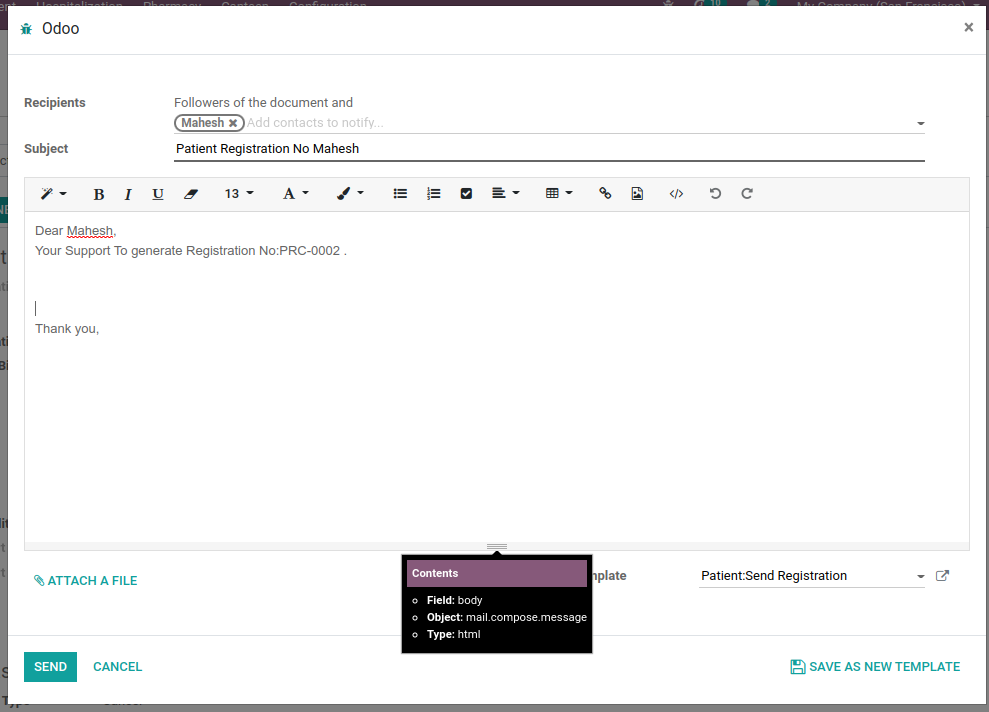 Odoo
×
Recipients
Followers of the document and
Mahesh ✖ Add contacts to notify...
Subject
Patient Registration No Mahesh
B I U 13 A
Dear Mahesh,
Your Support To generate Registration No:PRC-0002 .
Thank you,
ATTACH A FILE
mplate
Patient:Send Registration
Contents
Field: body
Object: mail.compose.message
Type: html
SEND
CANCEL
SAVE AS NEW TEMPLATE